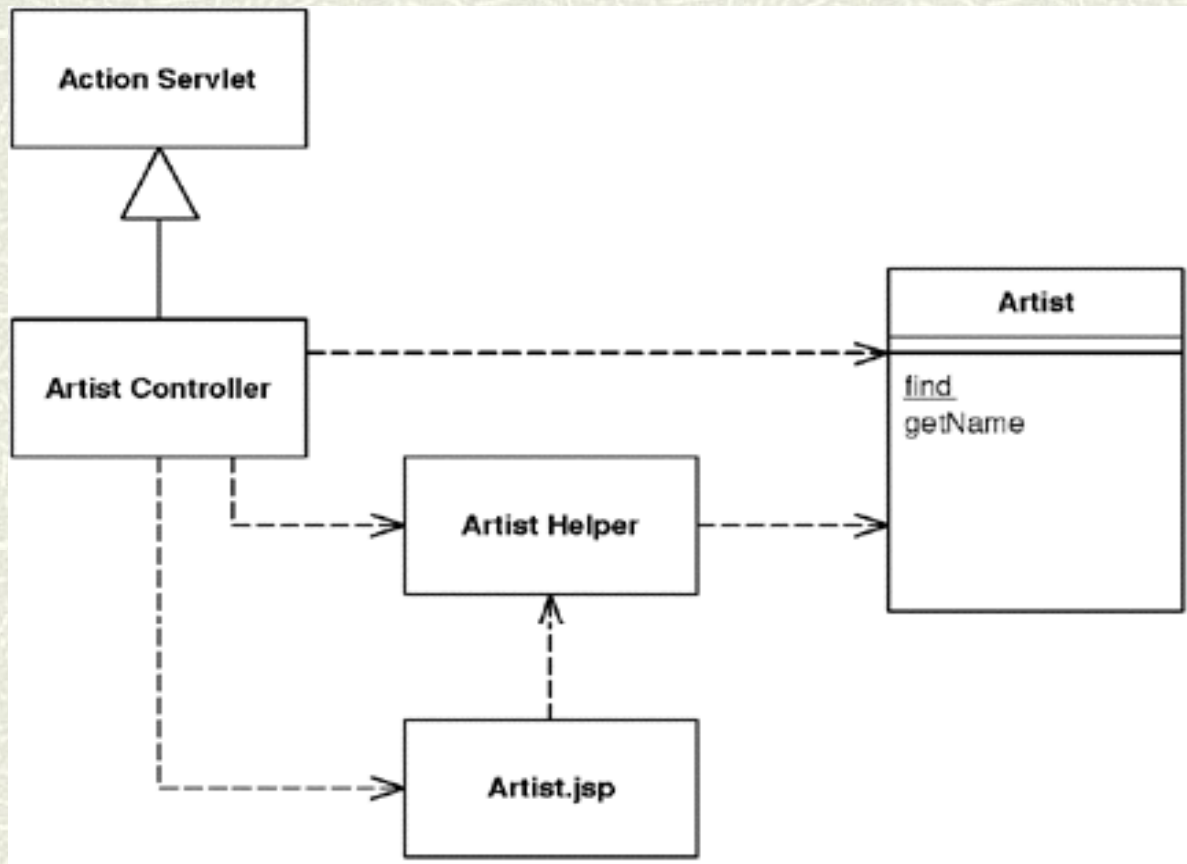 Action Servlet
Artist Controller
Artist
find
getName
Artist Helper
Artist.jsp